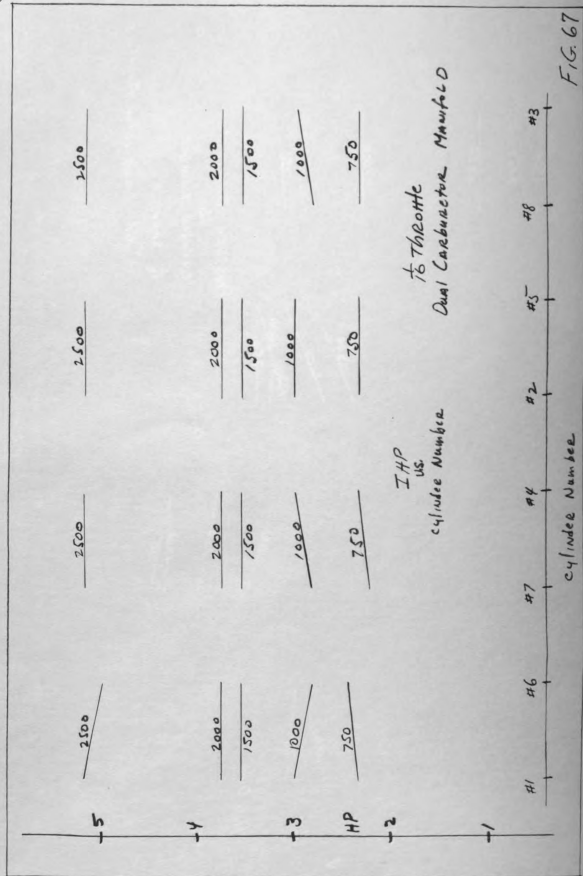 2500
2500
2500
2500
2000
2000
2000
2000
1500
1500
1500
1500
1000
1000
1000
1000
750
750
750
750
5
4
3
HP
2
1
IHP
vs.
cylinder Number
1/6 THROTTLE
DUAL CARBURETOR MANIFOLD
#1 #6 #7 #4 #2 #5 #8 #3
cylinder Number
FIG. 67